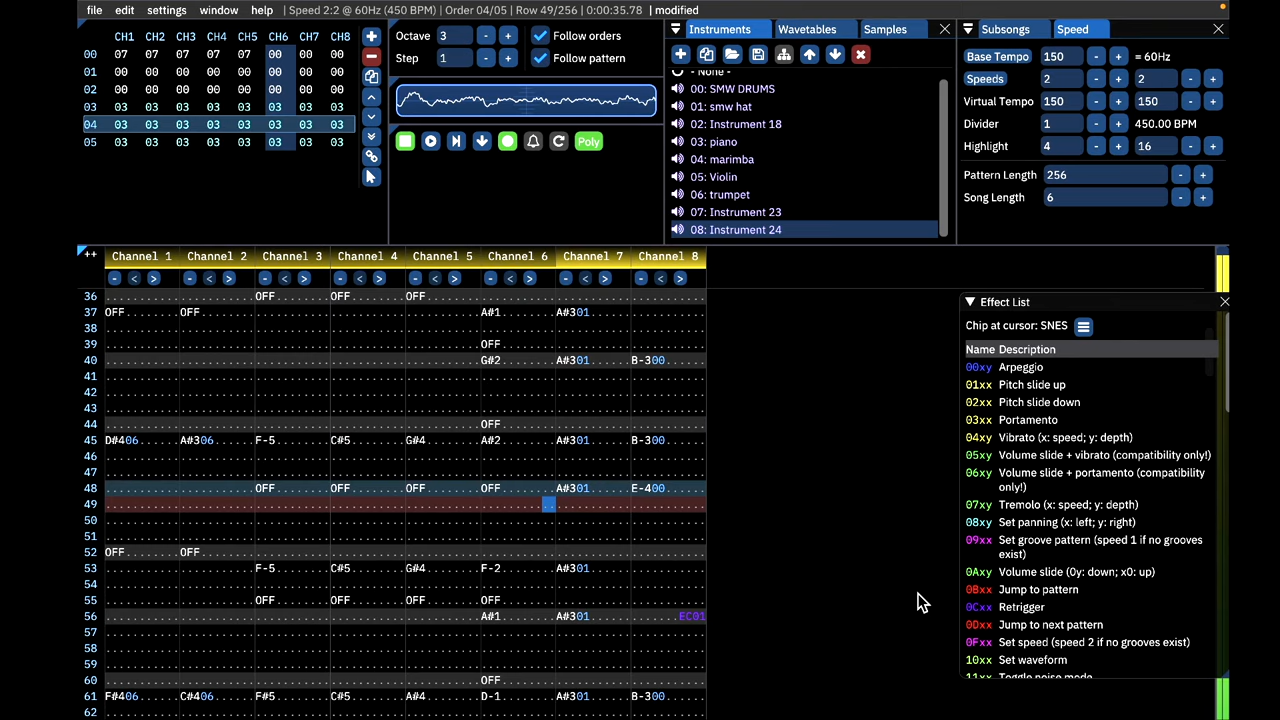 file edit settings window help | Speed 2:2 @ 60Hz (450 BPM) | Order 04/05 | Row 49/256 | 0:00:35.78 | modified
CH1 CH2 CH3 CH4 CH5 CH6 CH7 CH8
00 07 07 07 07 07 00 00 00
01 00 00 00 00 00 00 00 00
02 00 00 00 00 00 00 00 00
03 03 03 03 03 03 03 03 03
04 03 03 03 03 03 03 03 03
05 03 03 03 03 03 03 03 03
Octave 3 - + Follow orders
Step 1 - + Follow pattern
Poly
Instruments Wavetables Samples
- None -
00: SMW DRUMS
01: smw hat
02: Instrument 18
03: piano
04: marimba
05: Violin
06: trumpet
07: Instrument 23
08: Instrument 24
Subsongs Speed
Base Tempo 150 - + = 60Hz
Speeds 2 2 - +
Virtual Tempo 150 - + 150 - +
Divider 1 - + 450.00 BPM
Highlight 4 - + 16 - +
Pattern Length 256 - +
Song Length 6 - +
++ Channel 1 Channel 2 Channel 3 Channel 4 Channel 5 Channel 6 Channel 7 Channel 8
- < > - < > - < > - < > - < > - < > - < > - < >
36 ........... ........... OFF........ OFF........ OFF........ ........... ........... ...........
37 OFF........ OFF........ ........... ........... ........... A#1........ A#301...... ...........
38 ........... ........... ........... ........... ........... ........... ........... ...........
39 ........... ........... ........... ........... ........... OFF........ ........... ...........
40 ........... ........... ........... ........... ........... G#2........ A#301...... B-300......
41 ........... ........... ........... ........... ........... ........... ........... ...........
42 ........... ........... ........... ........... ........... ........... ........... ...........
43 ........... ........... ........... ........... ........... ........... ........... ...........
44 ........... ........... ........... ........... ........... OFF........ ........... ...........
45 D#406...... A#306...... F-5........ C#5........ G#4........ A#2........ A#301...... B-300......
46 ........... ........... ........... ........... ........... ........... ........... ...........
47 ........... ........... ........... ........... ........... ........... ........... ...........
48 ........... ........... OFF........ OFF........ OFF........ OFF........ A#301...... E-400......
49 ........... ........... ........... ........... ........... ........... ........... ...........
50 ........... ........... ........... ........... ........... ........... ........... ...........
51 ........... ........... ........... ........... ........... ........... ........... ...........
52 OFF........ OFF........ ........... ........... ........... ........... ........... ...........
53 ........... ........... F-5........ C#5........ G#4........ F-2........ A#301...... ...........
54 ........... ........... ........... ........... ........... ........... ........... ...........
55 ........... ........... OFF........ OFF........ OFF........ OFF........ ........... ...........
56 ........... ........... ........... ........... ........... A#1........ A#301...... .......EC01
57 ........... ........... ........... ........... ........... ........... ........... ...........
58 ........... ........... ........... ........... ........... ........... ........... ...........
59 ........... ........... ........... ........... ........... ........... ........... ...........
60 ........... ........... ........... ........... ........... OFF........ ........... ...........
61 F#406...... C#406...... F#5........ C#5........ A#4........ D-1........ A#301...... B-300......
62 ........... ........... ........... ........... ........... ........... ........... ...........
Effect List
Chip at cursor: SNES
Name Description
00xy Arpeggio
01xx Pitch slide up
02xx Pitch slide down
03xx Portamento
04xy Vibrato (x: speed; y: depth)
05xy Volume slide + vibrato (compatibility only!)
06xy Volume slide + portamento (compatibility
only!)
07xy Tremolo (x: speed; y: depth)
08xy Set panning (x: left; y: right)
09xx Set groove pattern (speed 1 if no grooves
exist)
0Axy Volume slide (0y: down; x0: up)
0Bxx Jump to pattern
0Cxx Retrigger
0Dxx Jump to next pattern
0Fxx Set speed (speed 2 if no grooves exist)
10xx Set waveform
11xx Toggle noise mode